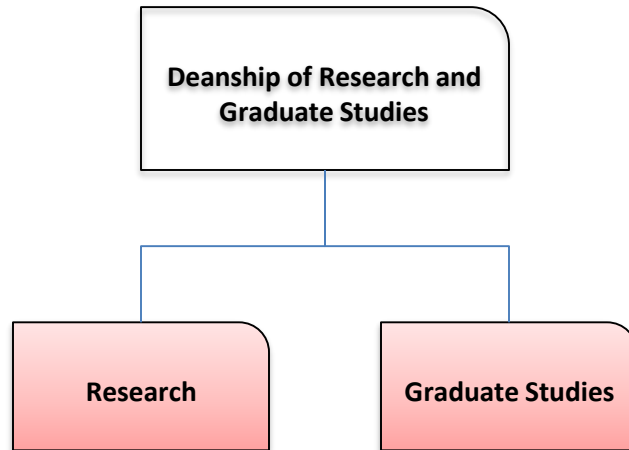 Deanship of Research and
Graduate Studies
Research
Graduate Studies